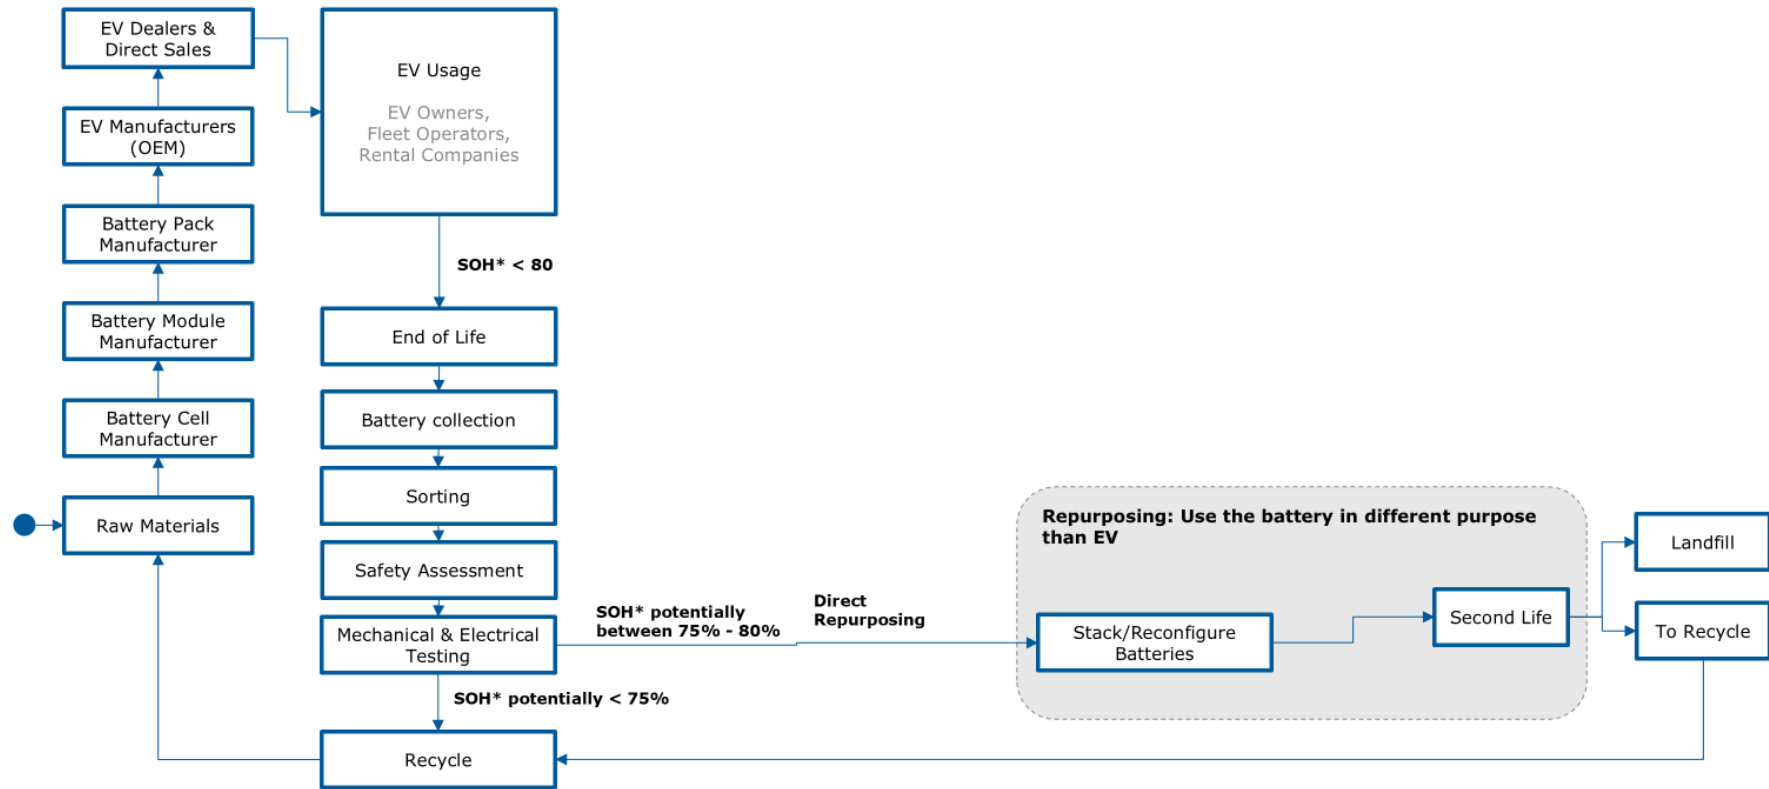 EV Dealers &
Direct Sales
EV Manufacturers
(OEM)
Battery Pack
Manufacturer
Battery Module
Manufacturer
Battery Cell
Manufacturer
Raw Materials
EV Usage
EV Owners,
Fleet Operators,
Rental Companies
SOH* < 80
End of Life
Battery collection
Sorting
Safety Assessment
Mechanical & Electrical
Testing
SOH* potentially
between 75% - 80%
Direct
Repurposing
SOH* potentially < 75%
Recycle
Repurposing: Use the battery in different purpose
than EV
Stack/Reconfigure
Batteries
Second Life
Landfill
To Recycle